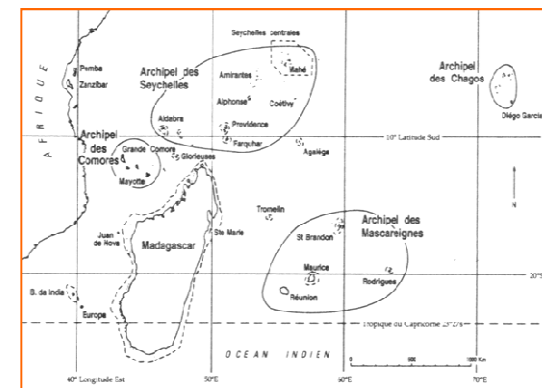 Seychelles centrales
Pemba
Zanzibar
AFRIQUE
Archipel des
Seychelles
Amirantes
Mahé
Alphonse
Coëtivy
Archipel
des Chagos
Diégo Garcia
Aldabra
Providence
Farquhar
10° Latitude Sud
Agaléga
Archipel
des
Comores
Grande Comore
Glorieuses
Mayotte
N
Juan
de Nova
Madagascar
Ste Marie
Tromelin
Archipel des
Mascareignes
St Brandon
Maurice
Rodrigues
Réunion
20°S
B. da India
Europa
Tropique du Capricorne
OCEAN INDIEN
0
500
1000 Km
40° Longitude Est
50°E
60°E
70°E